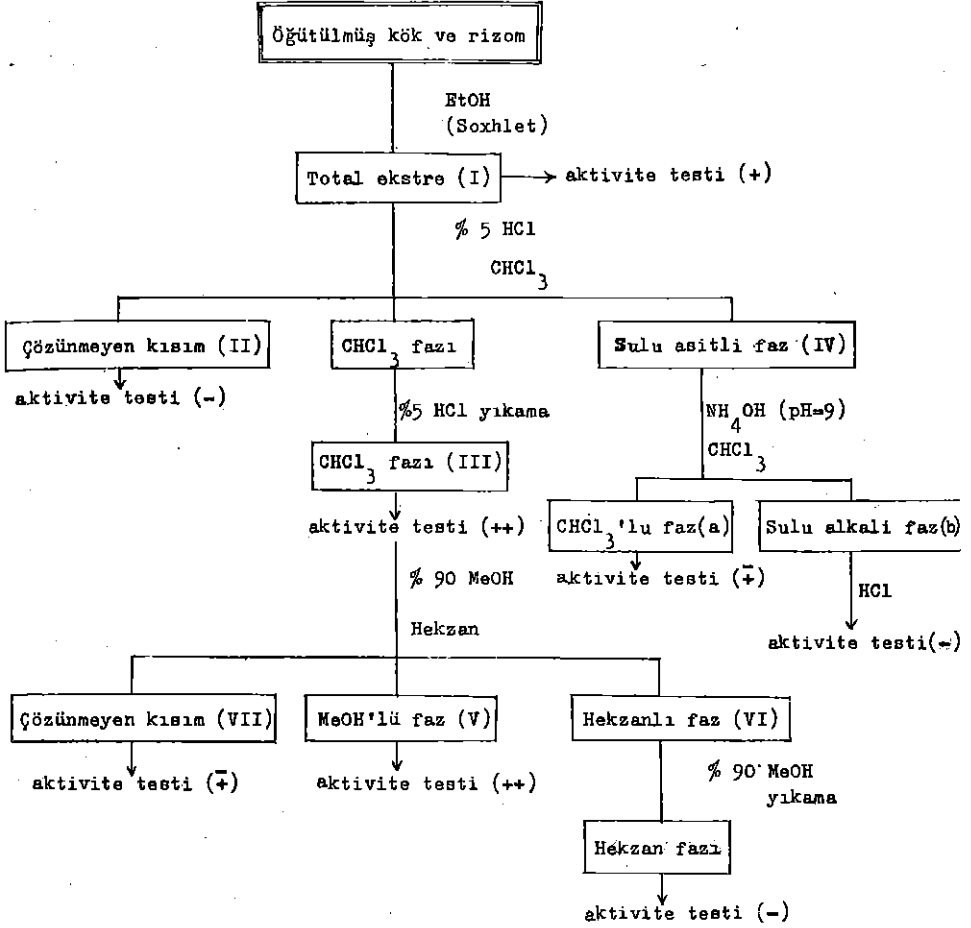 Öğütülmüş kök ve rizom
EtOH
(Soxhlet)
Total ekstre (I)
aktivite testi (+)
% 5 HCl
CHCl3
Çözünmeyen kısım (II)
CHCl3 fazı
Sulu asitli faz (IV)
aktivite testi (-)
%5 HCl yıkama
NH4OH (pH=9)
CHCl3
CHCl3 fazı (III)
CHCl3'lu faz(a)
Sulu alkali faz(b)
aktivite testi (++)
aktivite testi (∓)
HCl
% 90 MeOH
Hekzan
aktivite testi(-)
Çözünmeyen kısım (VII)
MeOH'lü faz (V)
Hekzanlı faz (VI)
aktivite testi (∓)
aktivite testi (++)
% 90 MeOH
yıkama
Hekzan fazı
aktivite testi (-)